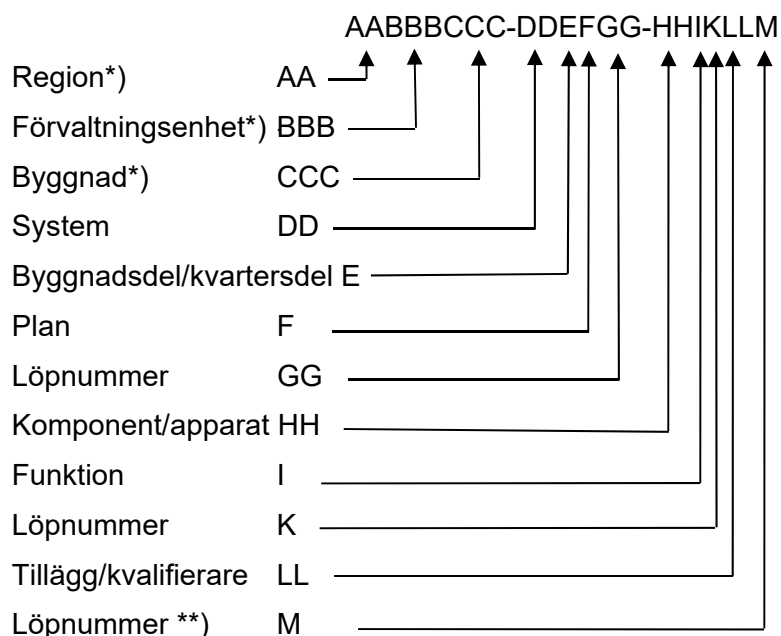 AABBBCCC-DDEFGG-HHIKLLM
Region*) AA
Förvaltningsenhet*) BBB
Byggnad*) CCC
System DD
Byggnadsdel/kvartersdel E
Plan F
Löpnummer GG
Komponent/apparat HH
Funktion I
Löpnummer K
Tillägg/kvalifierare LL
Löpnummer **) M